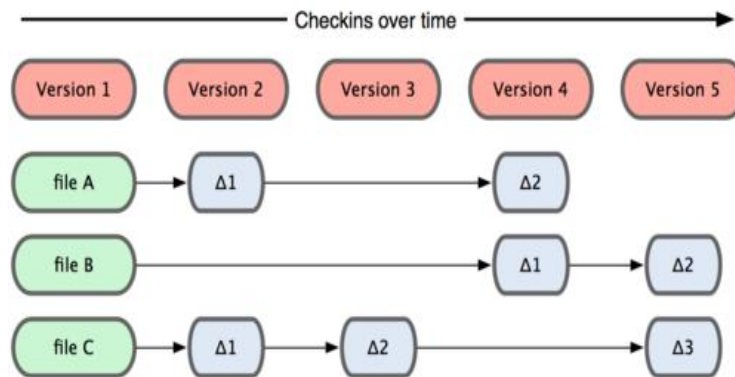 Checkins over time
Version 1 Version 2 Version 3 Version 4 Version 5
file A Δ1 Δ2
file B Δ1 Δ2
file C Δ1 Δ2 Δ3